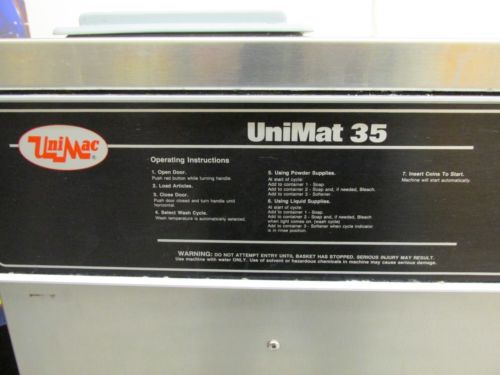 UniMac
®
UniMat 35
Operating Instructions
1. Open Door.
Push red button while turning handle.
2. Load Articles.
3. Close Door.
Push door closed and turn handle until
horizontal.
4. Select Wash Cycle.
Wash temperature is automatically selected.
5. Using Powder Supplies.
At start of cycle:
Add to container 1 - Soap
Add to container 2 - Soap and, if needed, Bleach.
Add to container 3 - Softener
6. Using Liquid Supplies.
At start of cycle:
Add to container 1 - Soap.
Add to container 2 - Soap and, if needed, Bleach
when light comes on. (wash cycle)
Add to container 3 - Softener when cycle indicator
is in rinse position.
7. Insert Coins To Start.
Machine will start automatically.
WARNING: DO NOT ATTEMPT ENTRY UNTIL BASKET HAS STOPPED, SERIOUS INJURY MAY RESULT.
Use machine with water ONLY. Use of solvent or hazardous chemicals in machine may cause serious damage.